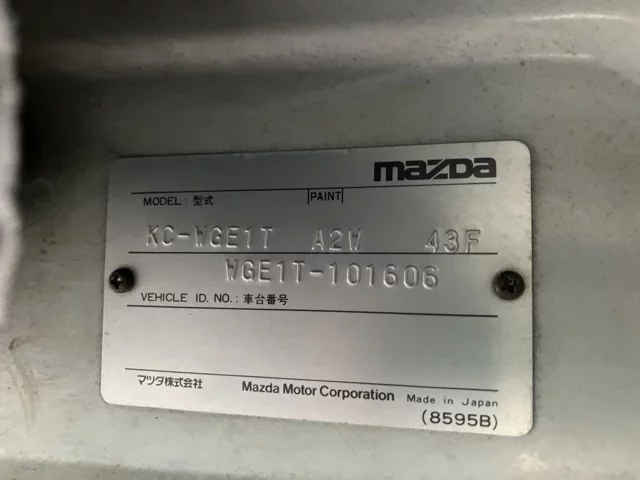 mazda
MODEL: 型式 PAINT
KC-WGE1T A2W 43F
WGE1T-101606
VEHICLE ID. NO.: 車台番号
マツダ株式会社 Mazda Motor Corporation Made in Japan
(8595B)